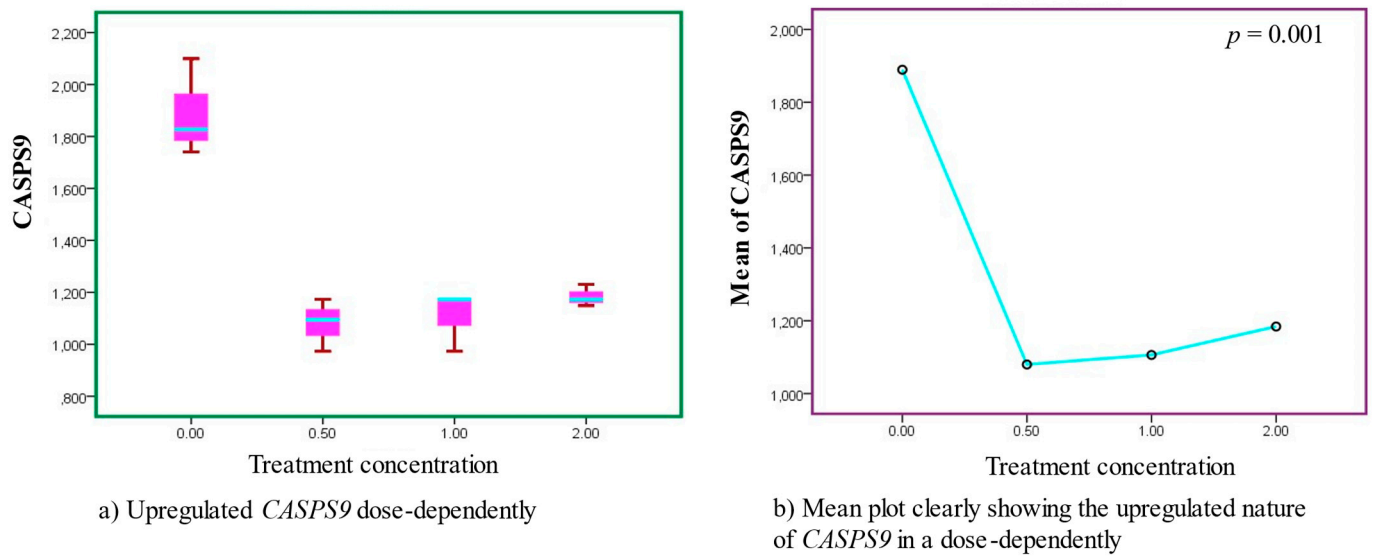 CASPS9
2,200
2,000
1,800
1,600
1,400
1,200
1,000
,800
0.00 0.50 1.00 2.00
Treatment concentration
a) Upregulated CASPS9 dose-dependently
Mean of CASPS9
p = 0.001
2,000
1,800
1,600
1,400
1,200
1,000
0.00 0.50 1.00 2.00
Treatment concentration
b) Mean plot clearly showing the upregulated nature
of CASPS9 in a dose-dependently